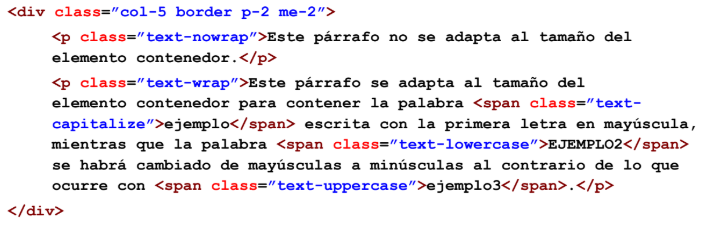 <div class=”col-5 border p-2 me-2”>
<p class=”text-nowrap”>Este párrafo no se adapta al tamaño del
elemento contenedor.</p>
<p class=”text-wrap”>Este párrafo se adapta al tamaño del
elemento contenedor para contener la palabra <span class=”text-
capitalize”>ejemplo</span> escrita con la primera letra en mayúscula,
mientras que la palabra <span class=”text-lowercase”>EJEMPLO2</span>
se habrá cambiado de mayúsculas a minúsculas al contrario de lo que
ocurre con <span class=”text-uppercase”>ejemplo3</span>.</p>
</div>